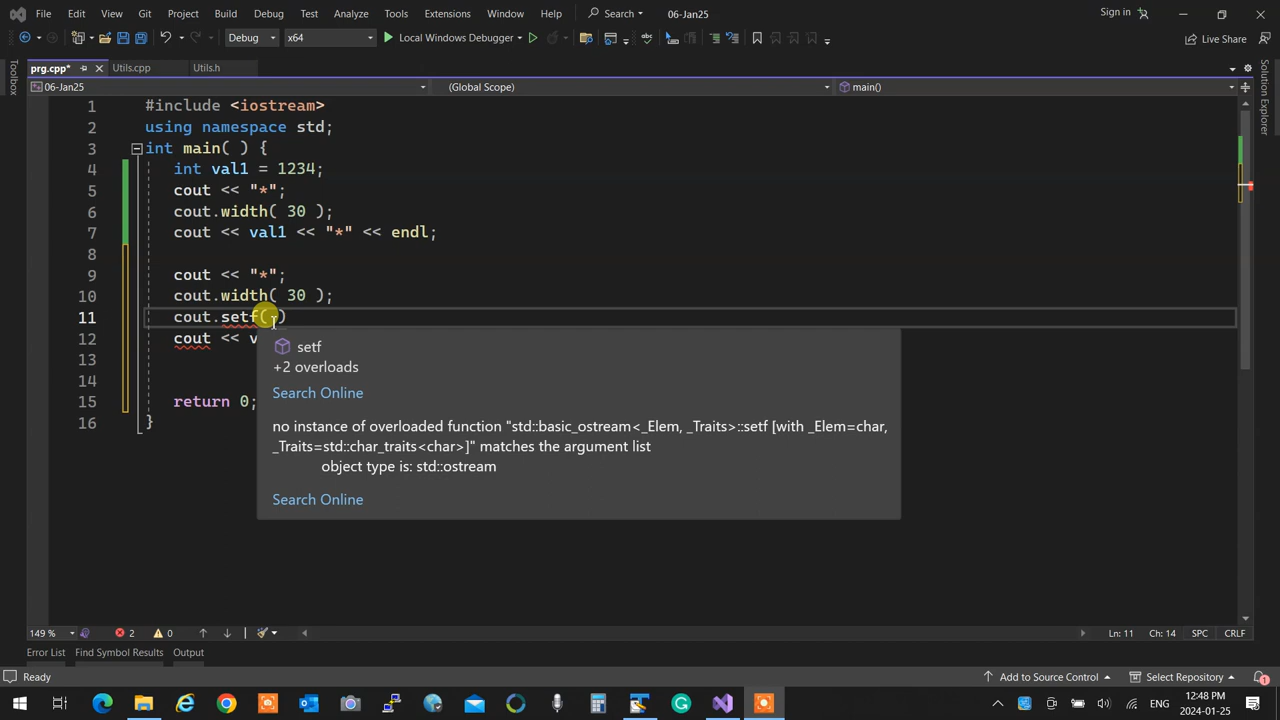 File Edit View Git Project Build Debug Test Analyze Tools Extensions Window Help Search 06-Jan25 Sign in
Debug x64 Local Windows Debugger Live Share
prg.cpp* Utils.cpp Utils.h
06-Jan25 (Global Scope) main()
Toolbox
Solution Explorer
1 #include <iostream>
2 using namespace std;
3 int main( ) {
4 int val1 = 1234;
5 cout << "*";
6 cout.width( 30 );
7 cout << val1 << "*" << endl;
8
9 cout << "*";
10 cout.width( 30 );
11 cout.setf( )
12 cout << v
13
14
15 return 0;
16 }
setf
+2 overloads
Search Online
no instance of overloaded function "std::basic_ostream<_Elem, _Traits>::setf [with _Elem=char,
_Traits=std::char_traits<char>]" matches the argument list
object type is: std::ostream
Search Online
149 % 2 0 Ln: 11 Ch: 14 SPC CRLF
Error List Find Symbol Results Output
Ready Add to Source Control Select Repository 1
ENG 12:48 PM
2024-01-25